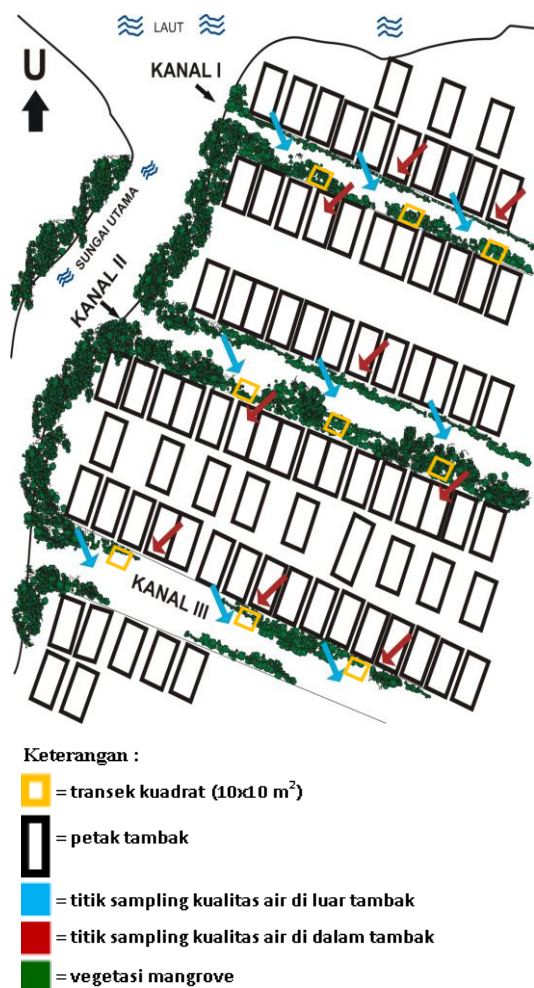 LAUT
KANAL I
U
SUNGAI UTAMA
KANAL II
KANAL III
Keterangan :
= transek kuadrat (10x10 m²)
= petak tambak
= titik sampling kualitas air di luar tambak
= titik sampling kualitas air di dalam tambak
= vegetasi mangrove